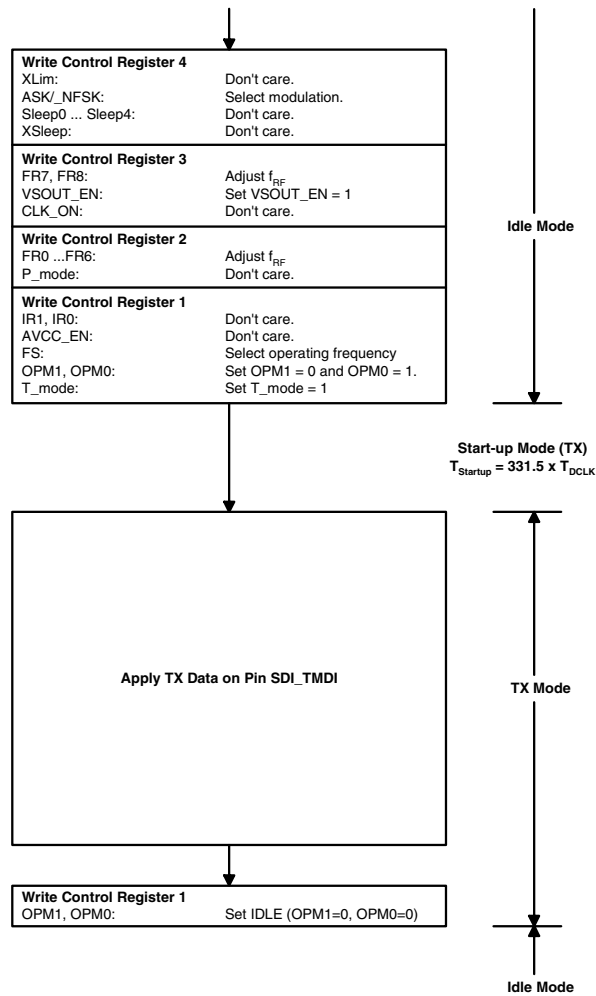 Write Control Register 4
XLim: Don't care.
ASK/_NFSK: Select modulation.
Sleep0 ... Sleep4: Don't care.
XSleep: Don't care.
Write Control Register 3
FR7, FR8: Adjust fRF
VSOUT_EN: Set VSOUT_EN = 1
CLK_ON: Don't care.
Write Control Register 2
FR0 ...FR6: Adjust fRF
P_mode: Don't care.
Write Control Register 1
IR1, IR0: Don't care.
AVCC_EN: Don't care.
FS: Select operating frequency
OPM1, OPM0: Set OPM1 = 0 and OPM0 = 1.
T_mode: Set T_mode = 1
Idle Mode
Start-up Mode (TX)
TStartup = 331.5 x TDCLK
Apply TX Data on Pin SDI_TMDI
TX Mode
Write Control Register 1
OPM1, OPM0: Set IDLE (OPM1=0, OPM0=0)
Idle Mode